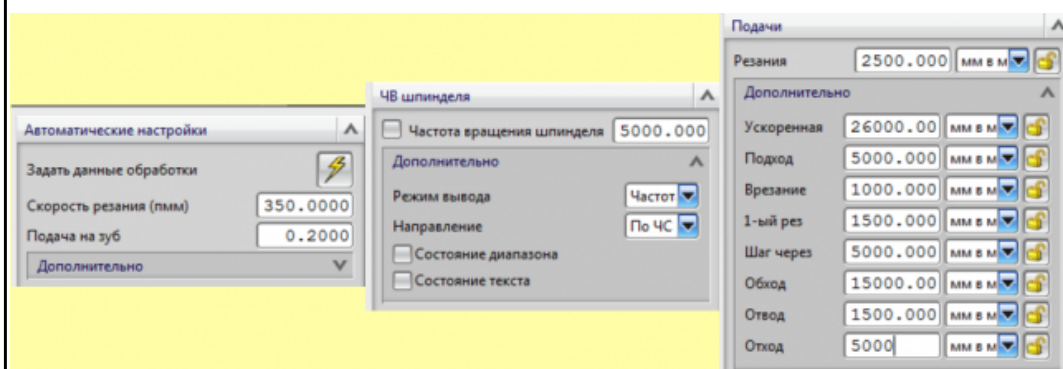 Автоматические настройки
Задать данные обработки
Скорость резания (пмм) 350.0000
Подача на зуб 0.2000
Дополнительно
ЧВ шпинделя
Частота вращения шпинделя 5000.000
Дополнительно
Режим вывода Частот
Направление По ЧС
Состояние диапазона
Состояние текста
Подачи
Резания 2500.000 мм в м
Дополнительно
Ускоренная 26000.00 мм в м
Подход 5000.000 мм в м
Врезание 1000.000 мм в м
1-ый рез 1500.000 мм в м
Шаг через 5000.000 мм в м
Обход 15000.00 мм в м
Отвод 1500.000 мм в м
Отход 5000 мм в м